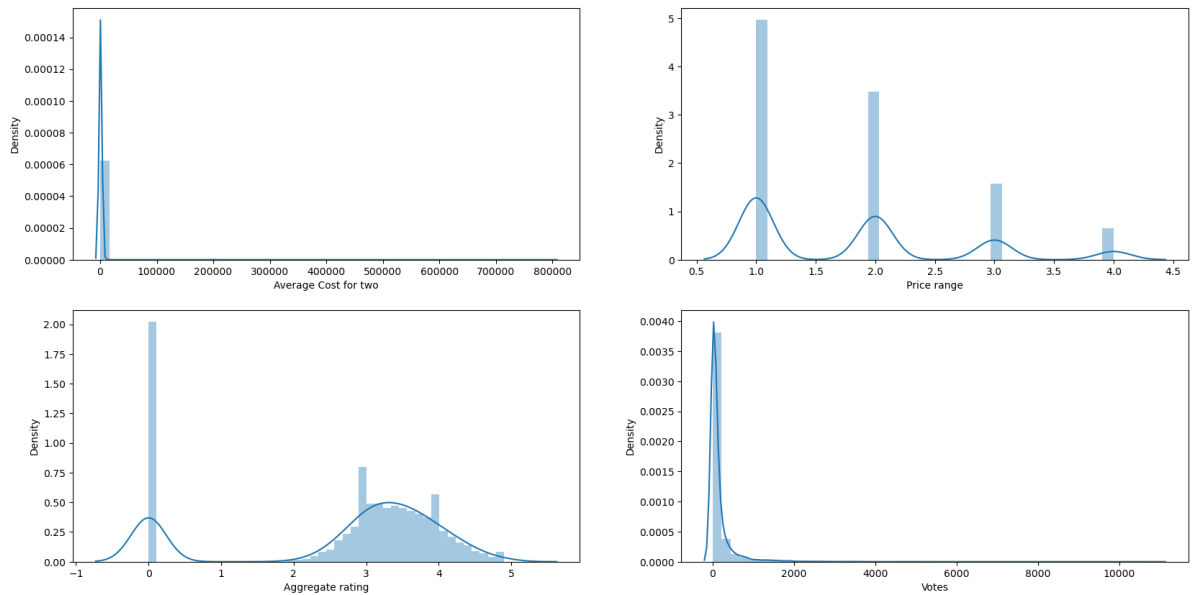 0.00014
0.00012
0.00010
0.00008
0.00006
0.00004
0.00002
0.00000
Density
0 100000 200000 300000 400000 500000 600000 700000 800000
Average Cost for two
5
4
3
2
1
0
Density
0.5 1.0 1.5 2.0 2.5 3.0 3.5 4.0 4.5
Price range
2.00
1.75
1.50
1.25
1.00
0.75
0.50
0.25
0.00
Density
−1 0 1 2 3 4 5
Aggregate rating
0.0040
0.0035
0.0030
0.0025
0.0020
0.0015
0.0010
0.0005
0.0000
Density
0 2000 4000 6000 8000 10000
Votes